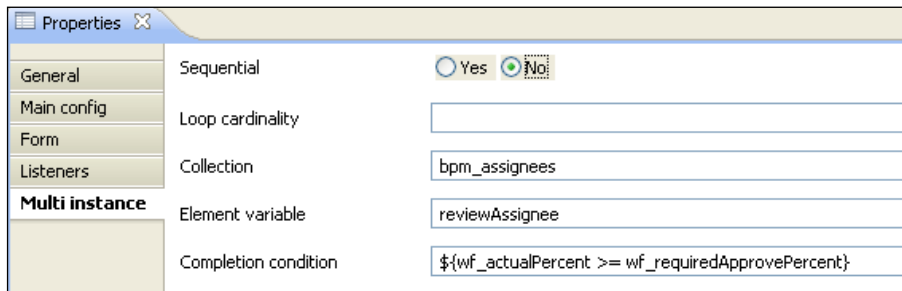 Properties
General
Main config
Form
Listeners
Multi instance
Sequential Yes No
Loop cardinality
Collection bpm_assignees
Element variable reviewAssignee
Completion condition ${wf_actualPercent >= wf_requiredApprovePercent}